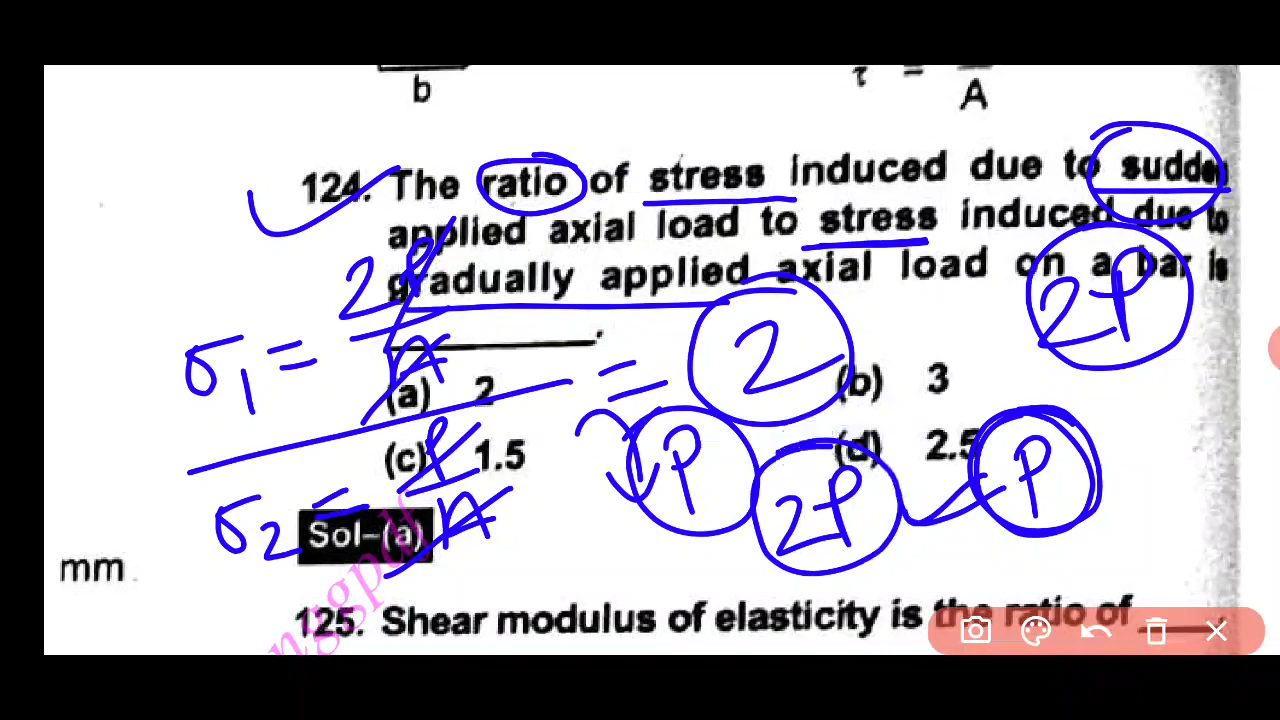 b
τ = A
124. The ratio of stress induced due to sudden
applied axial load to stress induced due to
gradually applied axial load on a bar is
________.
(a) 2 (b) 3
(c) 1.5 (d) 2.5
Sol–(a)
mm
125. Shear modulus of elasticity is the ratio of ____.
σ1 = 2P/A
σ2 = P/A
= 2
2P
P 2P P
nggpdf